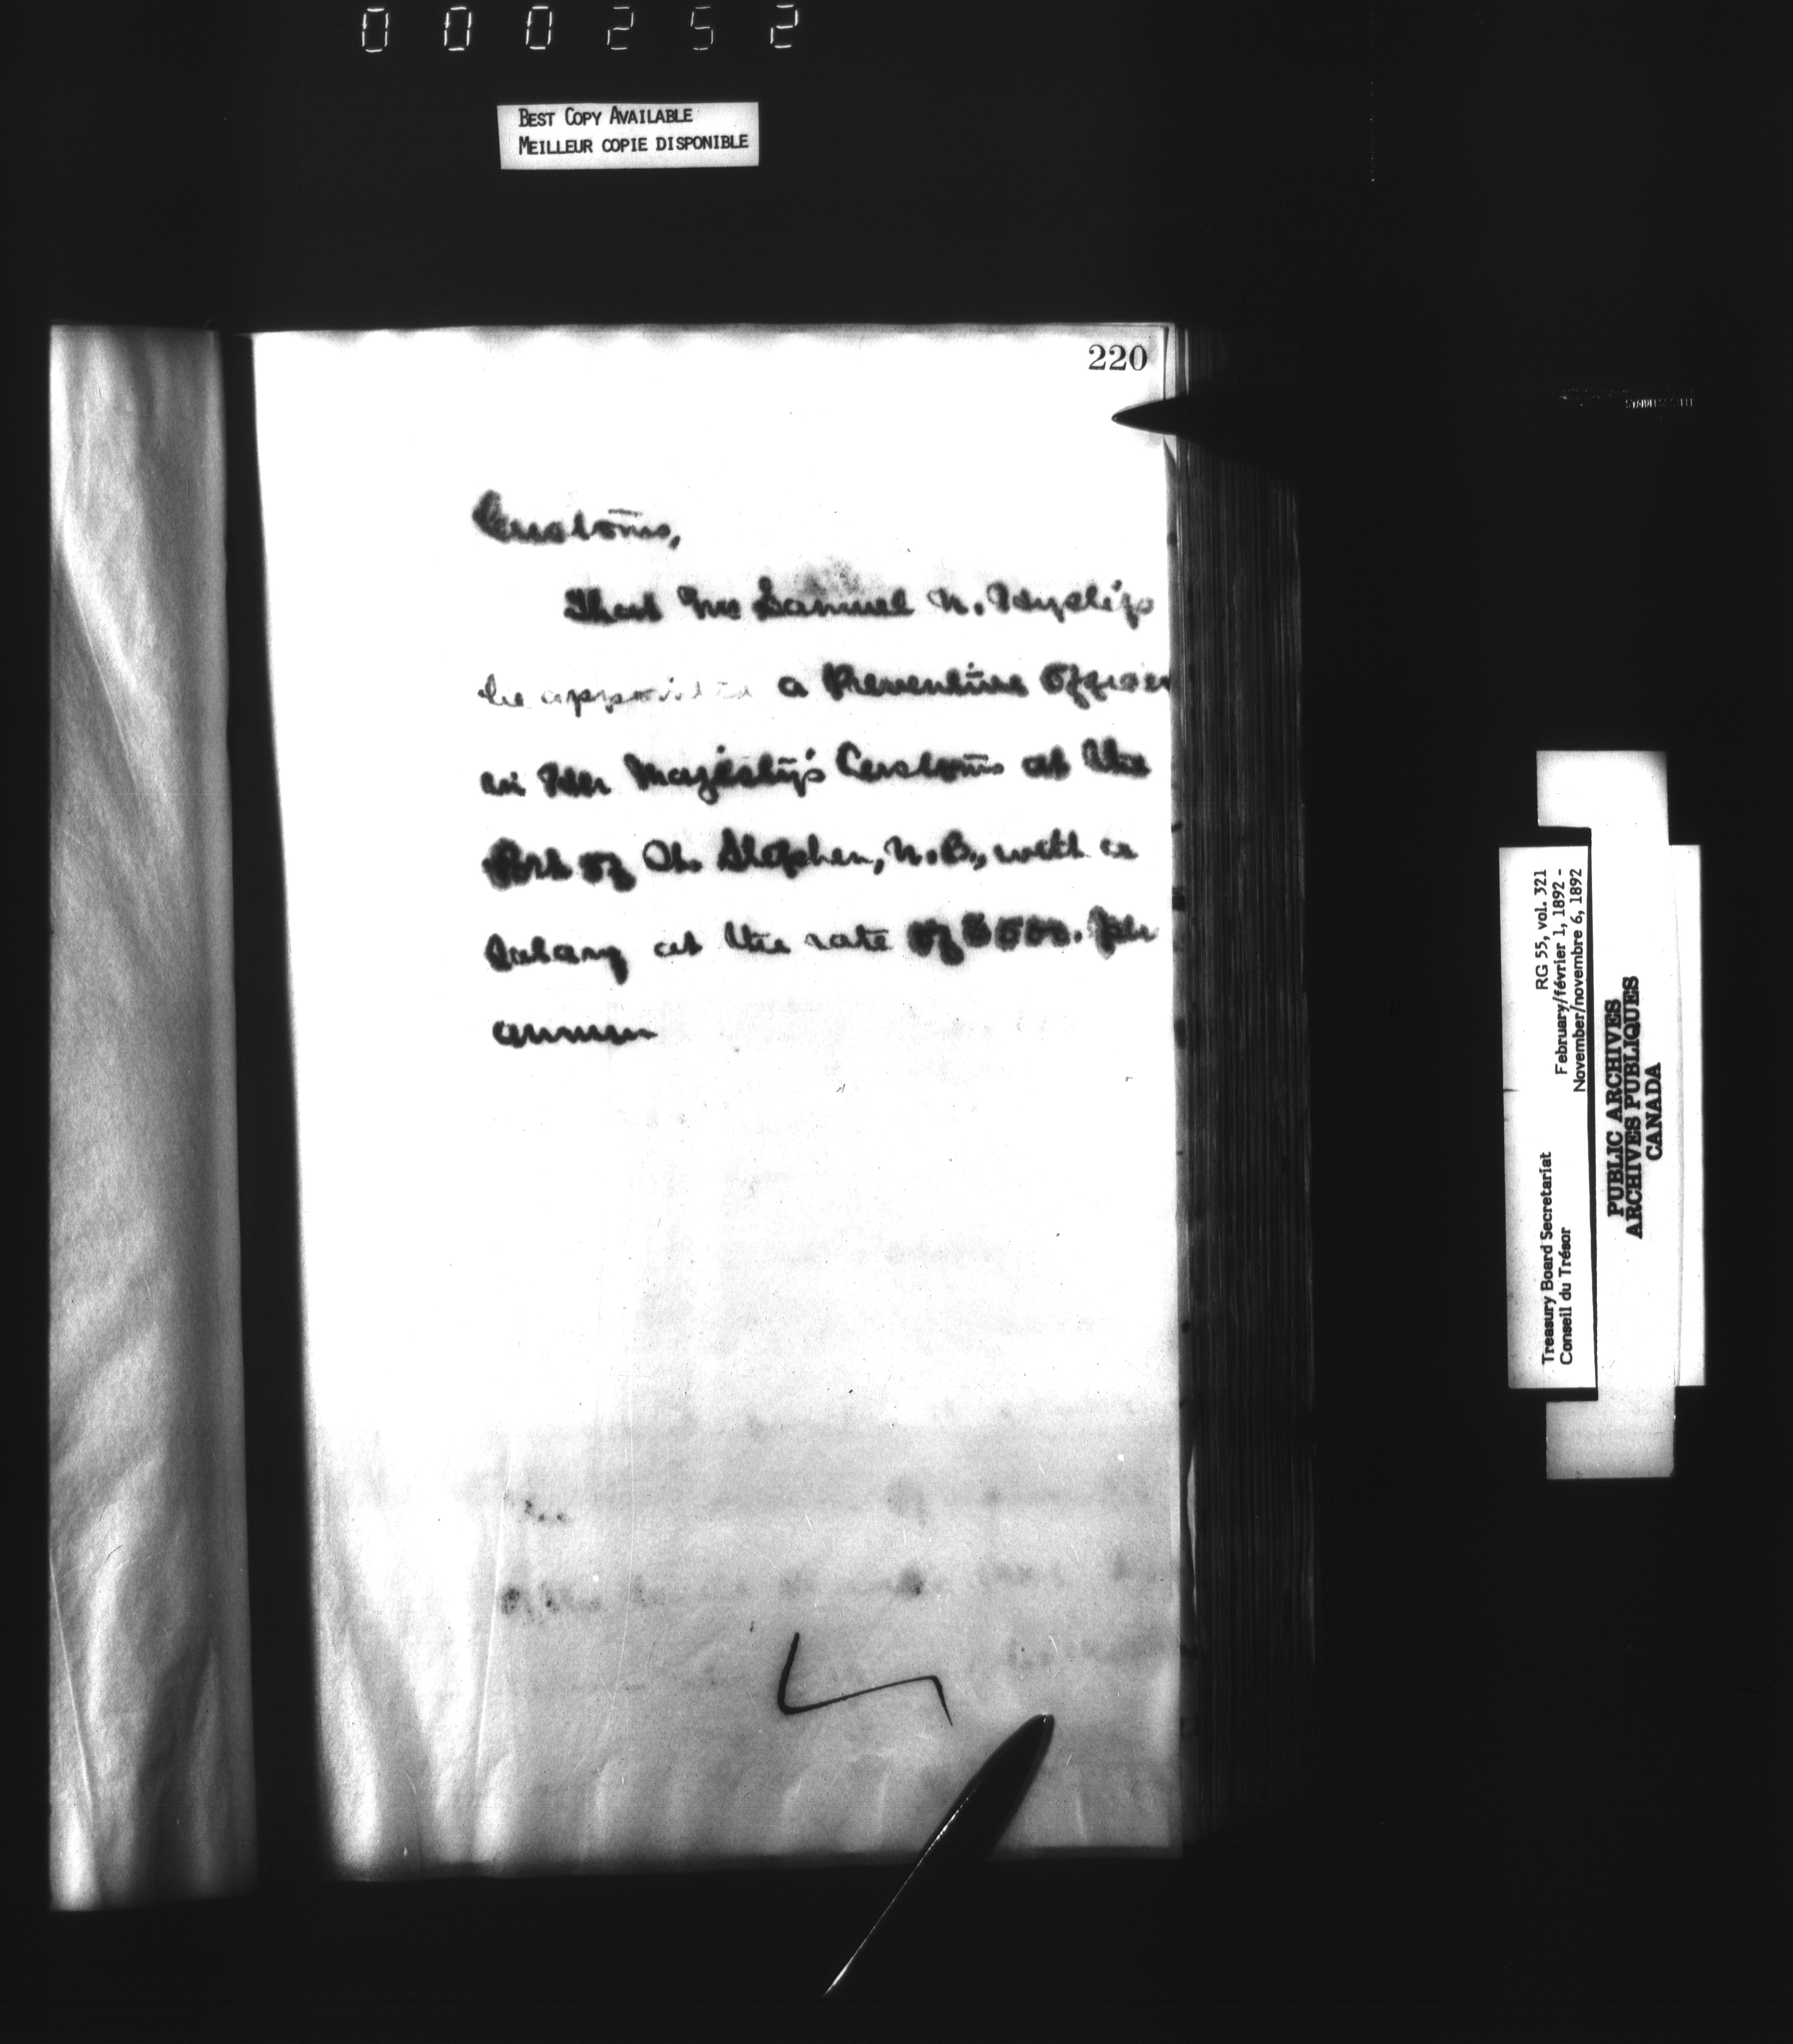 000252
BEST COPY AVAILABLE
MEILLEUR COPIE DISPONIBLE
220
Customs,
That Mr Samuel N. Hyslip
be appointed a Preventive Officer
in Her Majesty's Customs at the
Port of St. Stephen, N.B., with a
salary at the rate of $500. per
annum
Treasury Board Secretariat RG 55, vol. 321
Conseil du Trésor February/février 1, 1892 -
November/novembre 6, 1892
PUBLIC ARCHIVES
ARCHIVES PUBLIQUES
CANADA